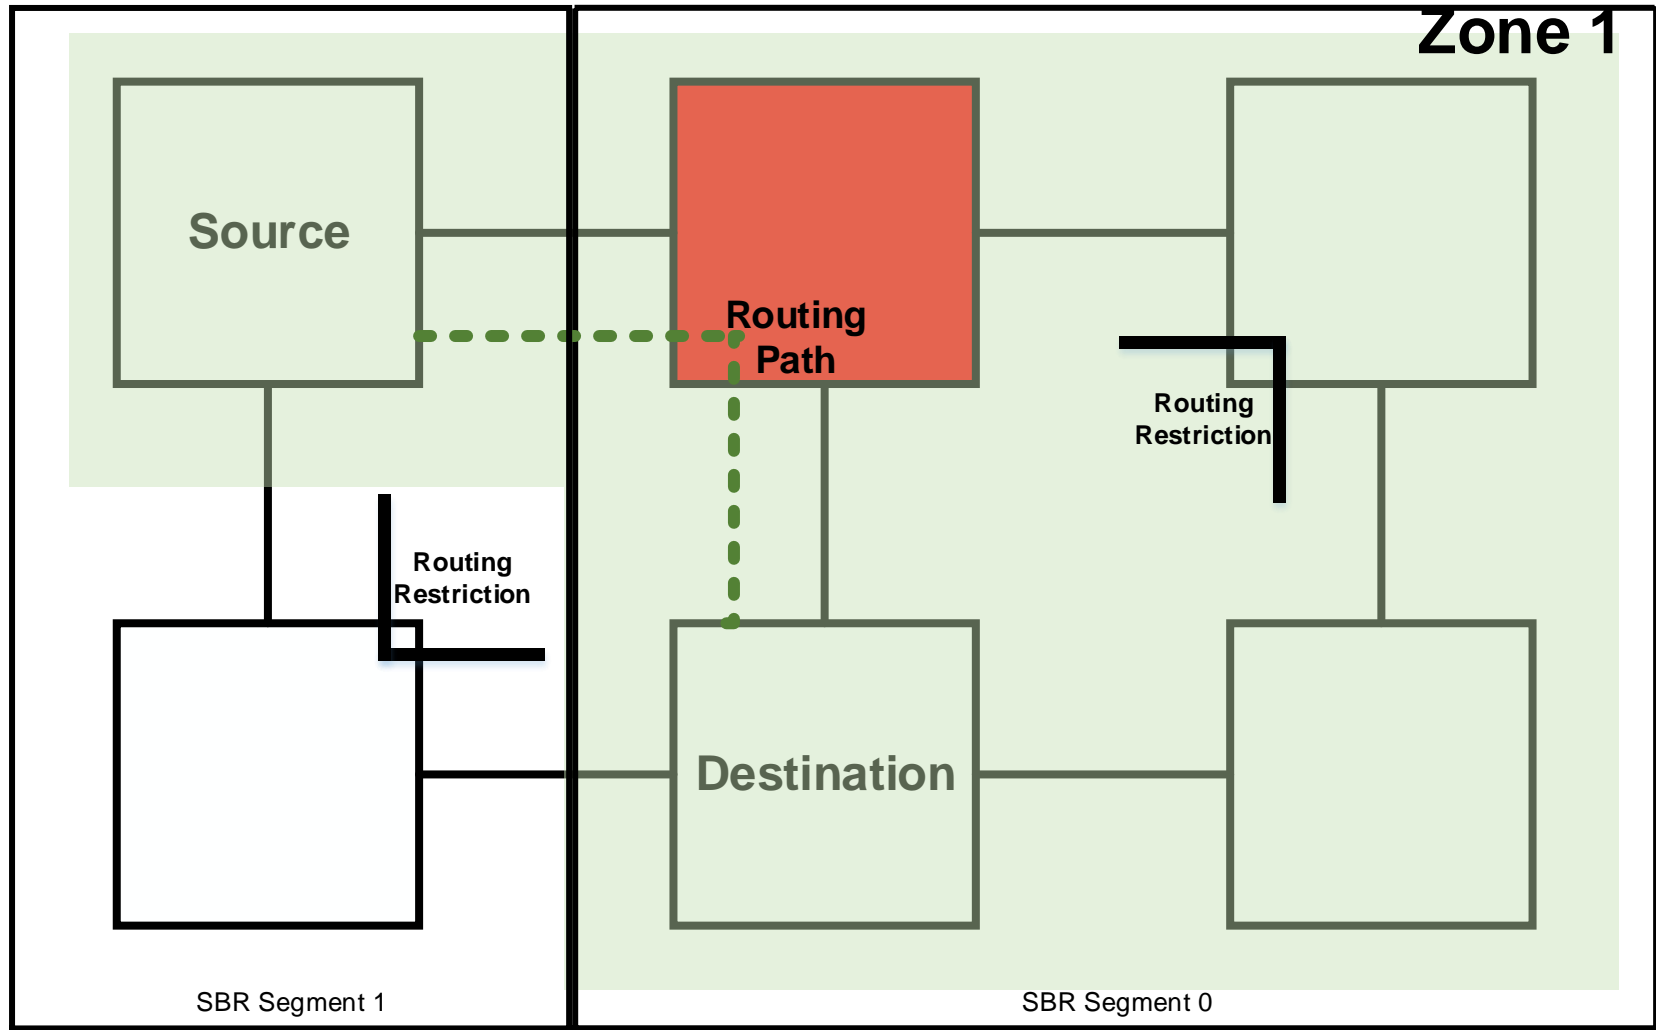 Zone 1
Source
Routing
Path
Routing
Restriction
Routing
Restriction
Destination
SBR Segment 1
SBR Segment 0